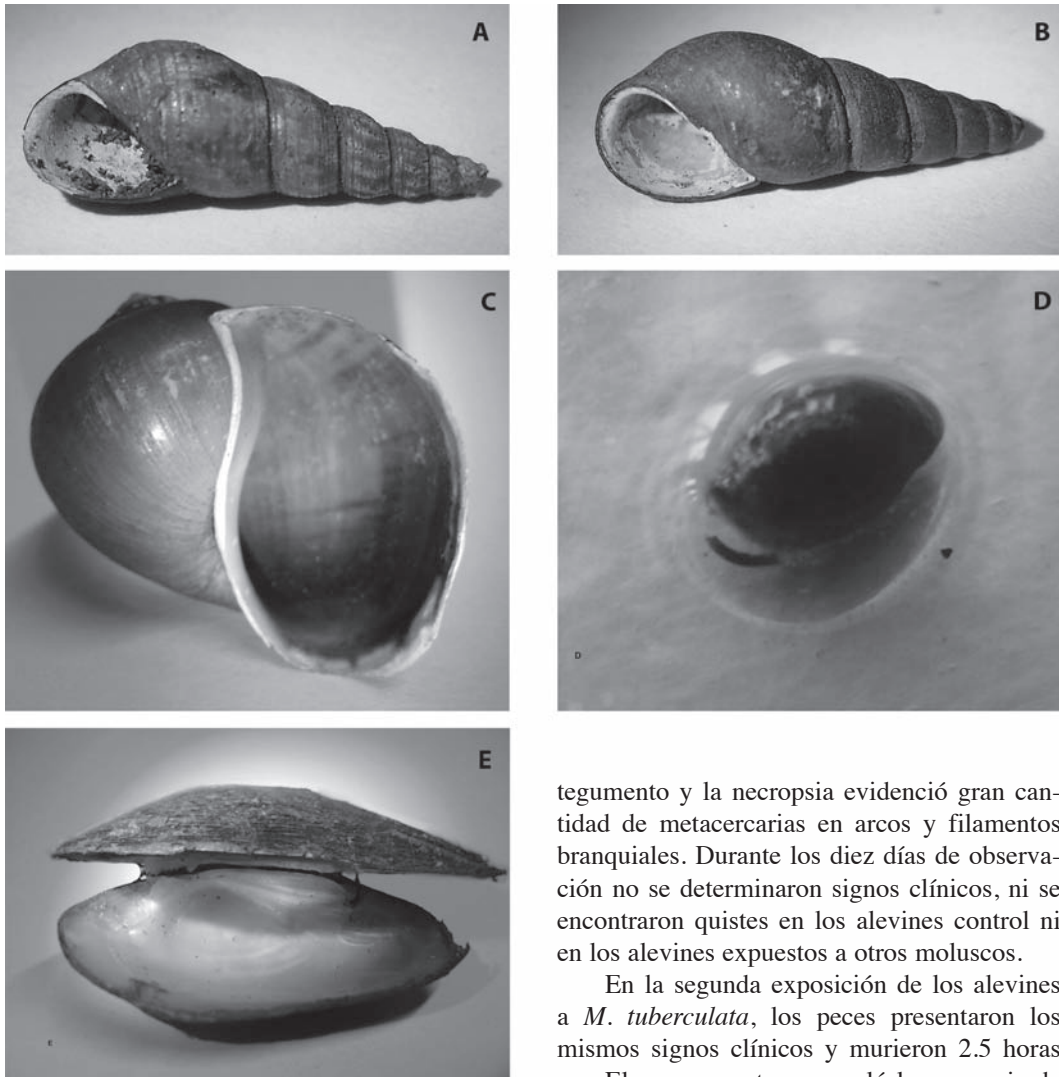 A
B
C
D
D
E
E
tegumento y la necropsia evidenció gran can-
tidad de metacercarias en arcos y filamentos
branquiales. Durante los diez días de observa-
ción no se determinaron signos clínicos, ni se
encontraron quistes en los alevines control ni
en los alevines expuestos a otros moluscos.
En la segunda exposición de los alevines
a M. tuberculata, los peces presentaron los
mismos signos clínicos y murieron 2.5 horas